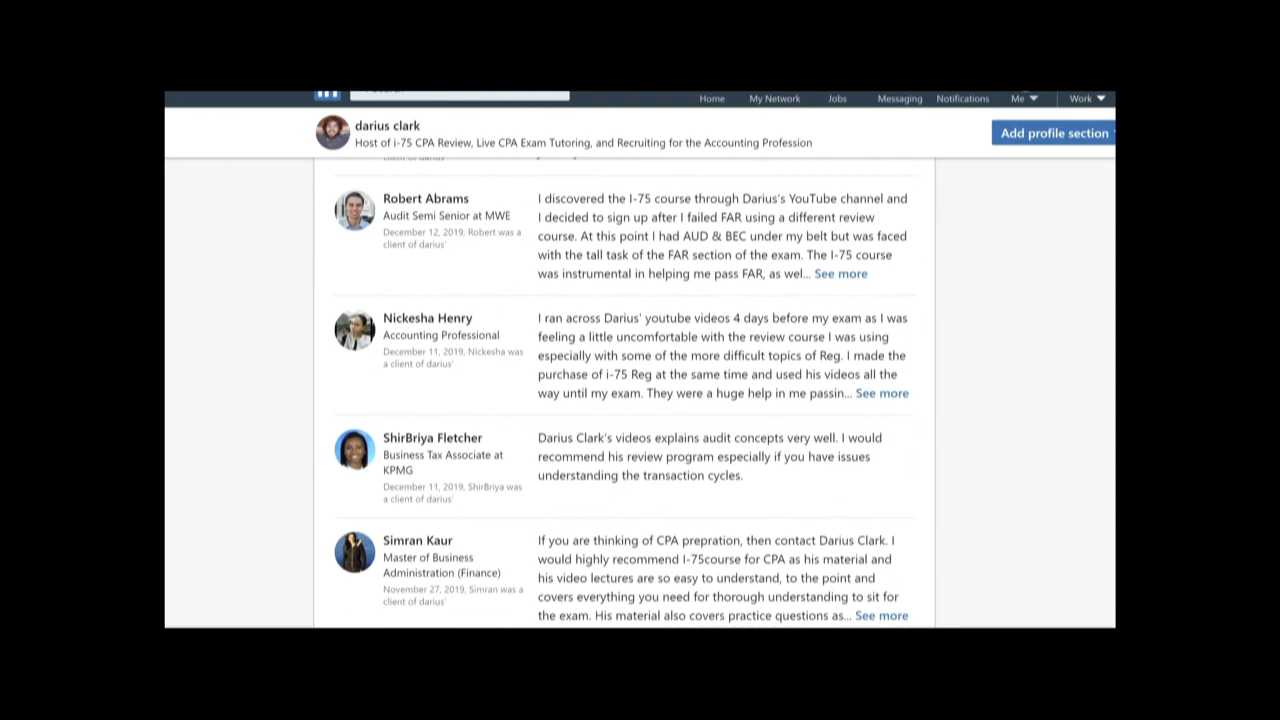 Home My Network Jobs Messaging Notifications Me Work
darius clark
Host of i-75 CPA Review, Live CPA Exam Tutoring, and Recruiting for the Accounting Profession
Add profile section
Robert Abrams
Audit Semi Senior at MWE
December 12, 2019, Robert was a
client of darius'
I discovered the I-75 course through Darius's YouTube channel and
I decided to sign up after I failed FAR using a different review
course. At this point I had AUD & BEC under my belt but was faced
with the tall task of the FAR section of the exam. The I-75 course
was instrumental in helping me pass FAR, as wel... See more
Nickesha Henry
Accounting Professional
December 11, 2019, Nickesha was
a client of darius'
I ran across Darius' youtube videos 4 days before my exam as I was
feeling a little uncomfortable with the review course I was using
especially with some of the more difficult topics of Reg. I made the
purchase of i-75 Reg at the same time and used his videos all the
way until my exam. They were a huge help in me passin... See more
ShirBriya Fletcher
Business Tax Associate at
KPMG
December 11, 2019, ShirBriya was
a client of darius'
Darius Clark's videos explains audit concepts very well. I would
recommend his review program especially if you have issues
understanding the transaction cycles.
Simran Kaur
Master of Business
Administration (Finance)
November 27, 2019, Simran was a
client of darius'
If you are thinking of CPA prepration, then contact Darius Clark. I
would highly recommend I-75course for CPA as his material and
his video lectures are so easy to understand, to the point and
covers everything you need for thorough understanding to sit for
the exam. His material also covers practice questions as... See more